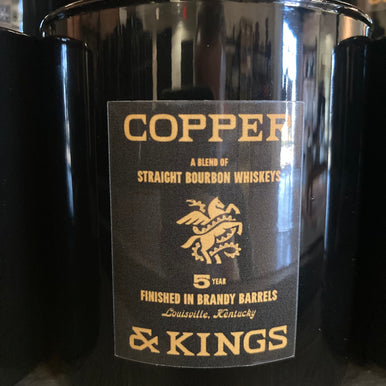 COPPER
A BLEND OF
STRAIGHT BOURBON WHISKEYS
5 YEAR
FINISHED IN BRANDY BARRELS
Louisville, Kentucky
& KINGS